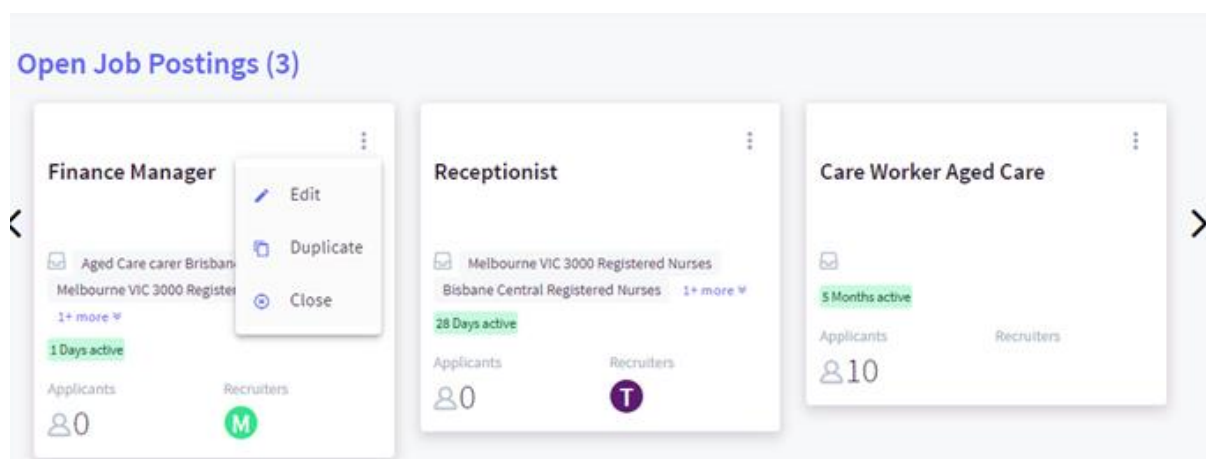 Open Job Postings (3)
Finance Manager
Edit
Duplicate
Close
Aged Care carer
Melbourne VIC 3000
1+ more
1 Days active
Applicants
Recruiters
0
M
Receptionist
Melbourne VIC 3000 Registered Nurses
Bisbane Central Registered Nurses 1+ more
28 Days active
Applicants
Recruiters
0
T
Care Worker Aged Care
5 Months active
Applicants
Recruiters
10